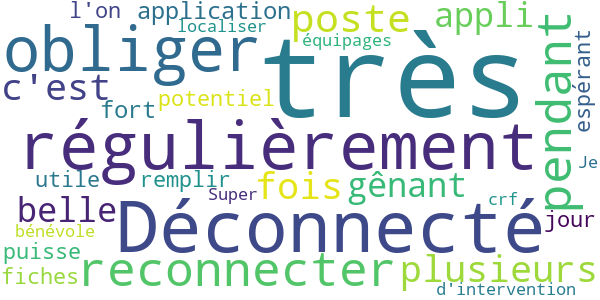 l'on application poste appli
localiser
obliger très équipages pendant espérant
c'est
fort potentiel
régulièrement
utile remplir fois gênant Je
Super
belle Déconnecté crf jour
bénévole
puisse reconnecter plusieurs
fiches d'intervention